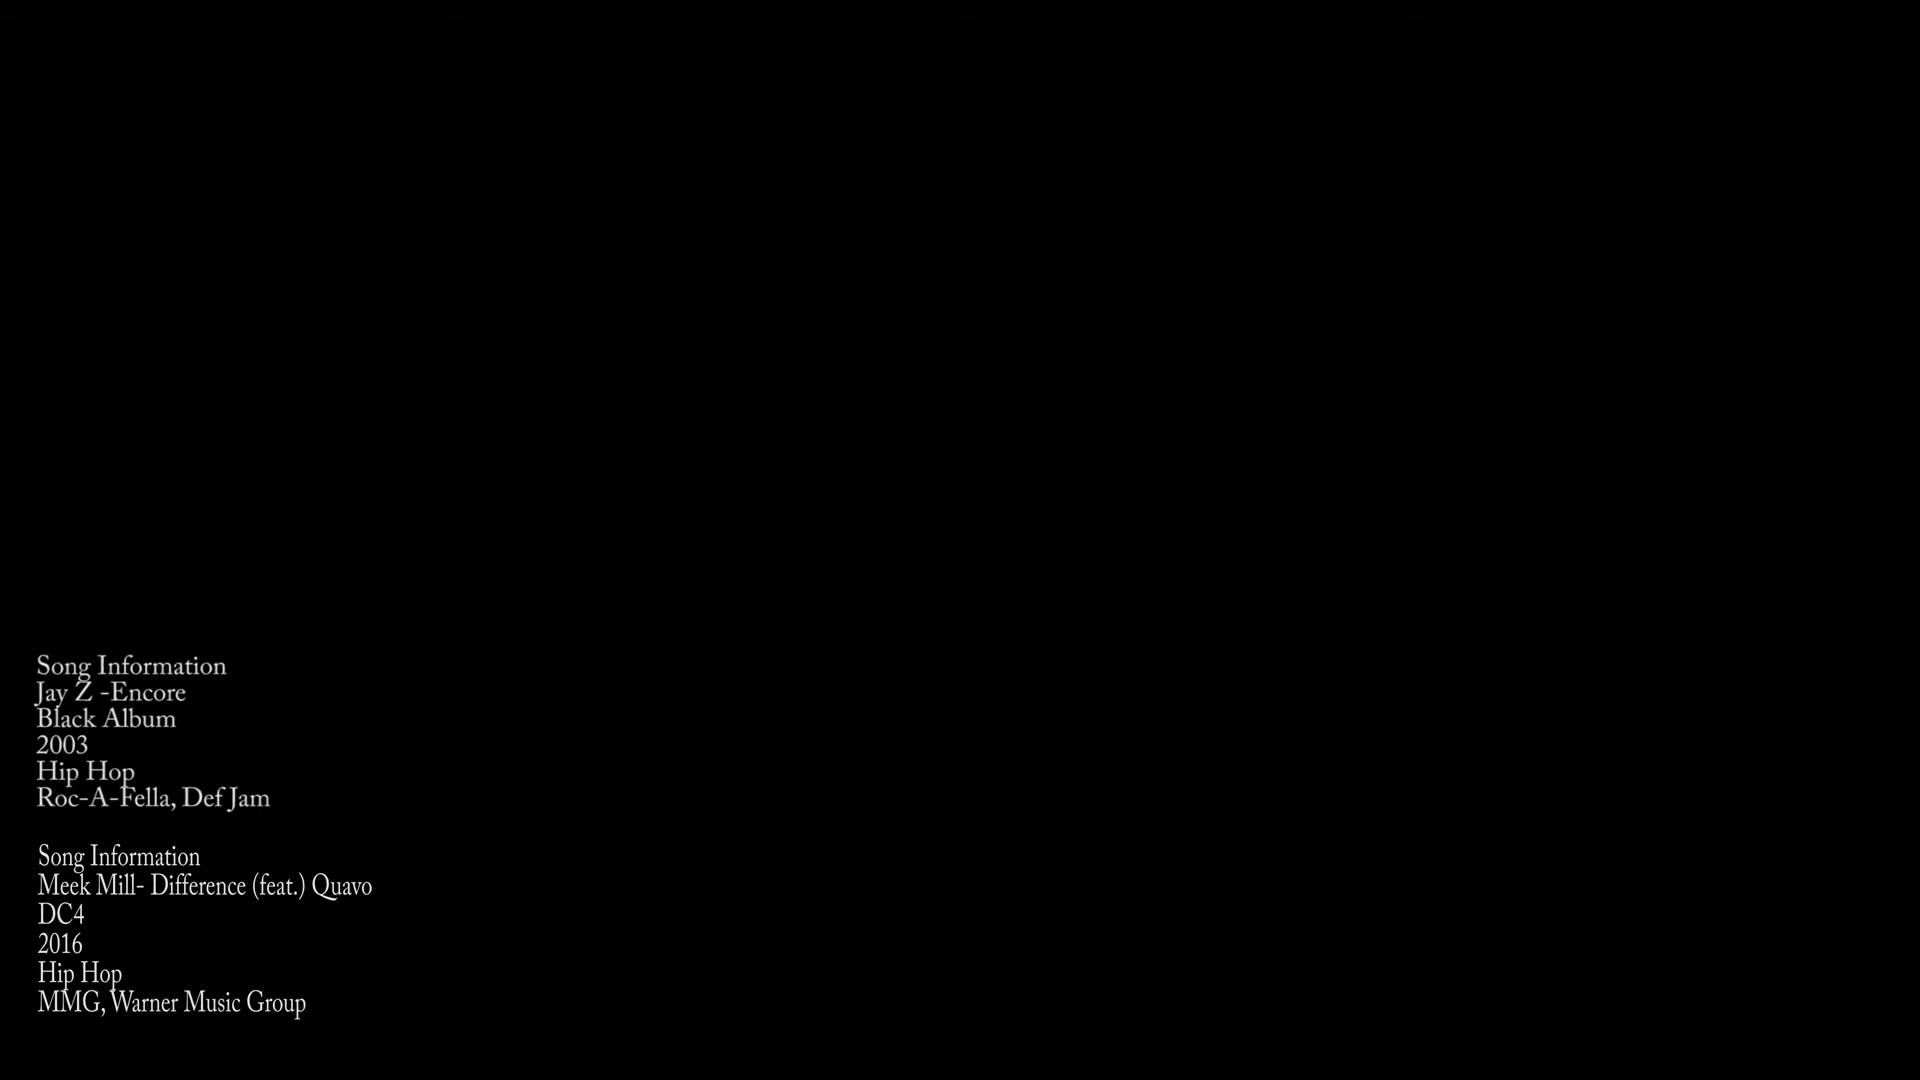 Song Information
Jay Z -Encore
Black Album
2003
Hip Hop
Roc-A-Fella, Def Jam
Song Information
Meek Mill- Difference (feat.) Quavo
DC4
2016
Hip Hop
MMG, Warner Music Group